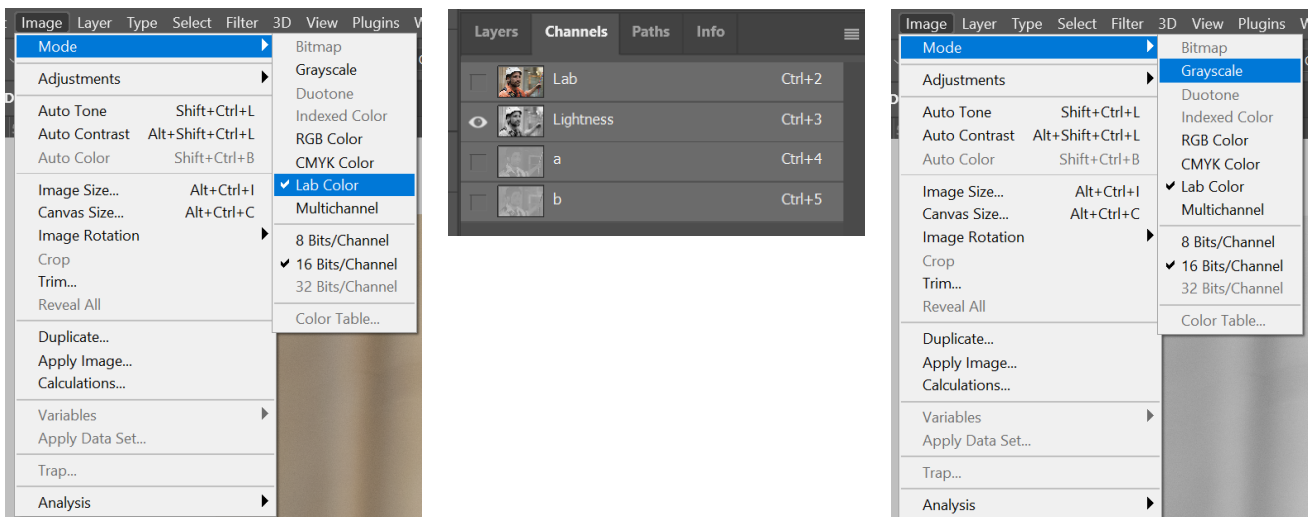 Image Layer Type Select Filter 3D View Plugins
Mode
Adjustments
Auto Tone Shift+Ctrl+L
Auto Contrast Alt+Shift+Ctrl+L
Auto Color Shift+Ctrl+B
Image Size... Alt+Ctrl+I
Canvas Size... Alt+Ctrl+C
Image Rotation
Crop
Trim...
Reveal All
Duplicate...
Apply Image...
Calculations...
Variables
Apply Data Set...
Trap...
Analysis
Bitmap
Grayscale
Duotone
Indexed Color
RGB Color
CMYK Color
Lab Color
Multichannel
8 Bits/Channel
16 Bits/Channel
32 Bits/Channel
Color Table...
Layers Channels Paths Info
Lab Ctrl+2
Lightness Ctrl+3
a Ctrl+4
b Ctrl+5
Image Layer Type Select Filter 3D View Plugins
Mode
Adjustments
Auto Tone Shift+Ctrl+L
Auto Contrast Alt+Shift+Ctrl+L
Auto Color Shift+Ctrl+B
Image Size... Alt+Ctrl+I
Canvas Size... Alt+Ctrl+C
Image Rotation
Crop
Trim...
Reveal All
Duplicate...
Apply Image...
Calculations...
Variables
Apply Data Set...
Trap...
Analysis
Bitmap
Grayscale
Duotone
Indexed Color
RGB Color
CMYK Color
Lab Color
Multichannel
8 Bits/Channel
16 Bits/Channel
32 Bits/Channel
Color Table...